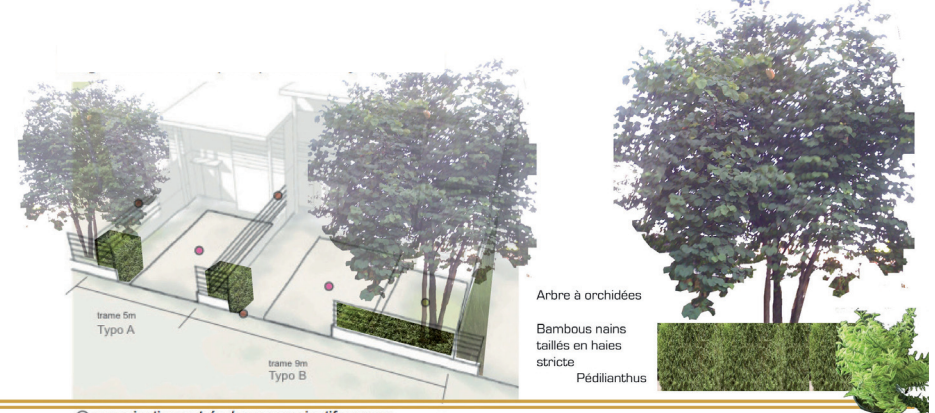 trame 5m
Typo A
trame 9m
Typo B
Arbre à orchidées
Bambous nains
taillés en haies
stricte
Pédilianthus